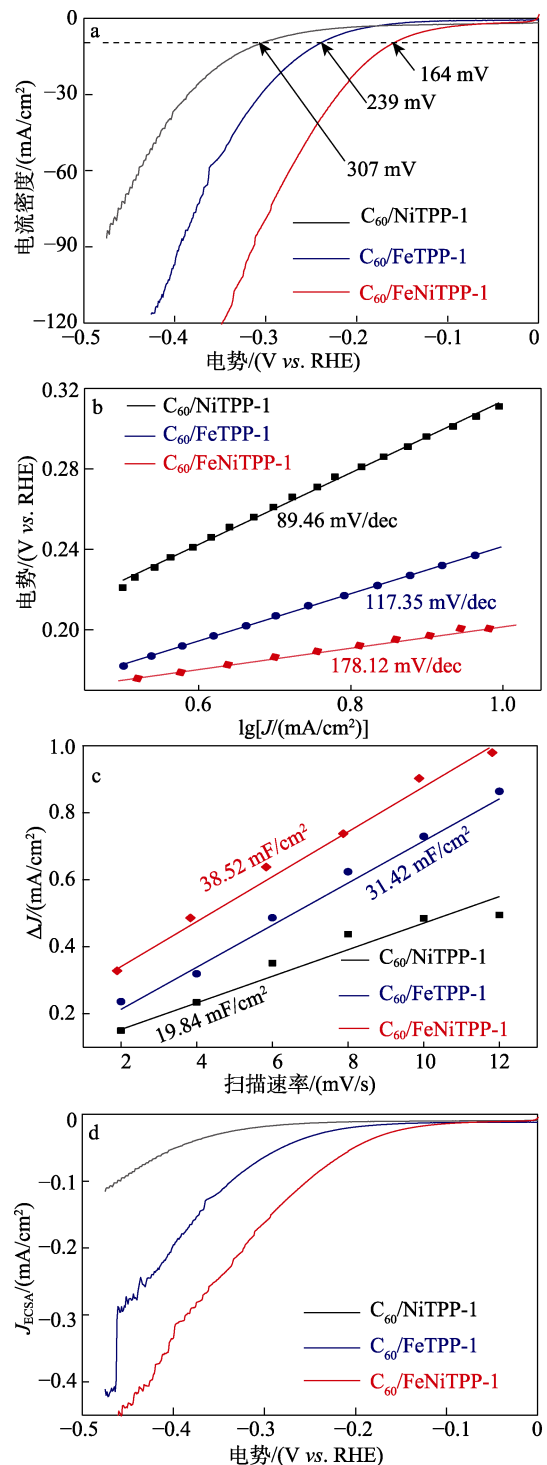 a
0
−30
−60
−90
−120
电流密度/(mA/cm²)
164 mV
239 mV
307 mV
C₆₀/NiTPP-1
C₆₀/FeTPP-1
C₆₀/FeNiTPP-1
−0.5 −0.4 −0.3 −0.2 −0.1 0
电势/(V vs. RHE)
b
0.32
0.28
0.24
0.20
电势/(V vs. RHE)
C₆₀/NiTPP-1
C₆₀/FeTPP-1
C₆₀/FeNiTPP-1
89.46 mV/dec
117.35 mV/dec
178.12 mV/dec
0.6 0.8 1.0
lg[J/(mA/cm²)]
c
1.0
0.8
0.6
0.4
0.2
ΔJ/(mA/cm²)
38.52 mF/cm²
31.42 mF/cm²
19.84 mF/cm²
C₆₀/NiTPP-1
C₆₀/FeTPP-1
C₆₀/FeNiTPP-1
2 4 6 8 10 12
扫描速率/(mV/s)
d
0
−0.1
−0.2
−0.3
−0.4
J_ECSA/(mA/cm²)
C₆₀/NiTPP-1
C₆₀/FeTPP-1
C₆₀/FeNiTPP-1
−0.5 −0.4 −0.3 −0.2 −0.1 0
电势/(V vs. RHE)